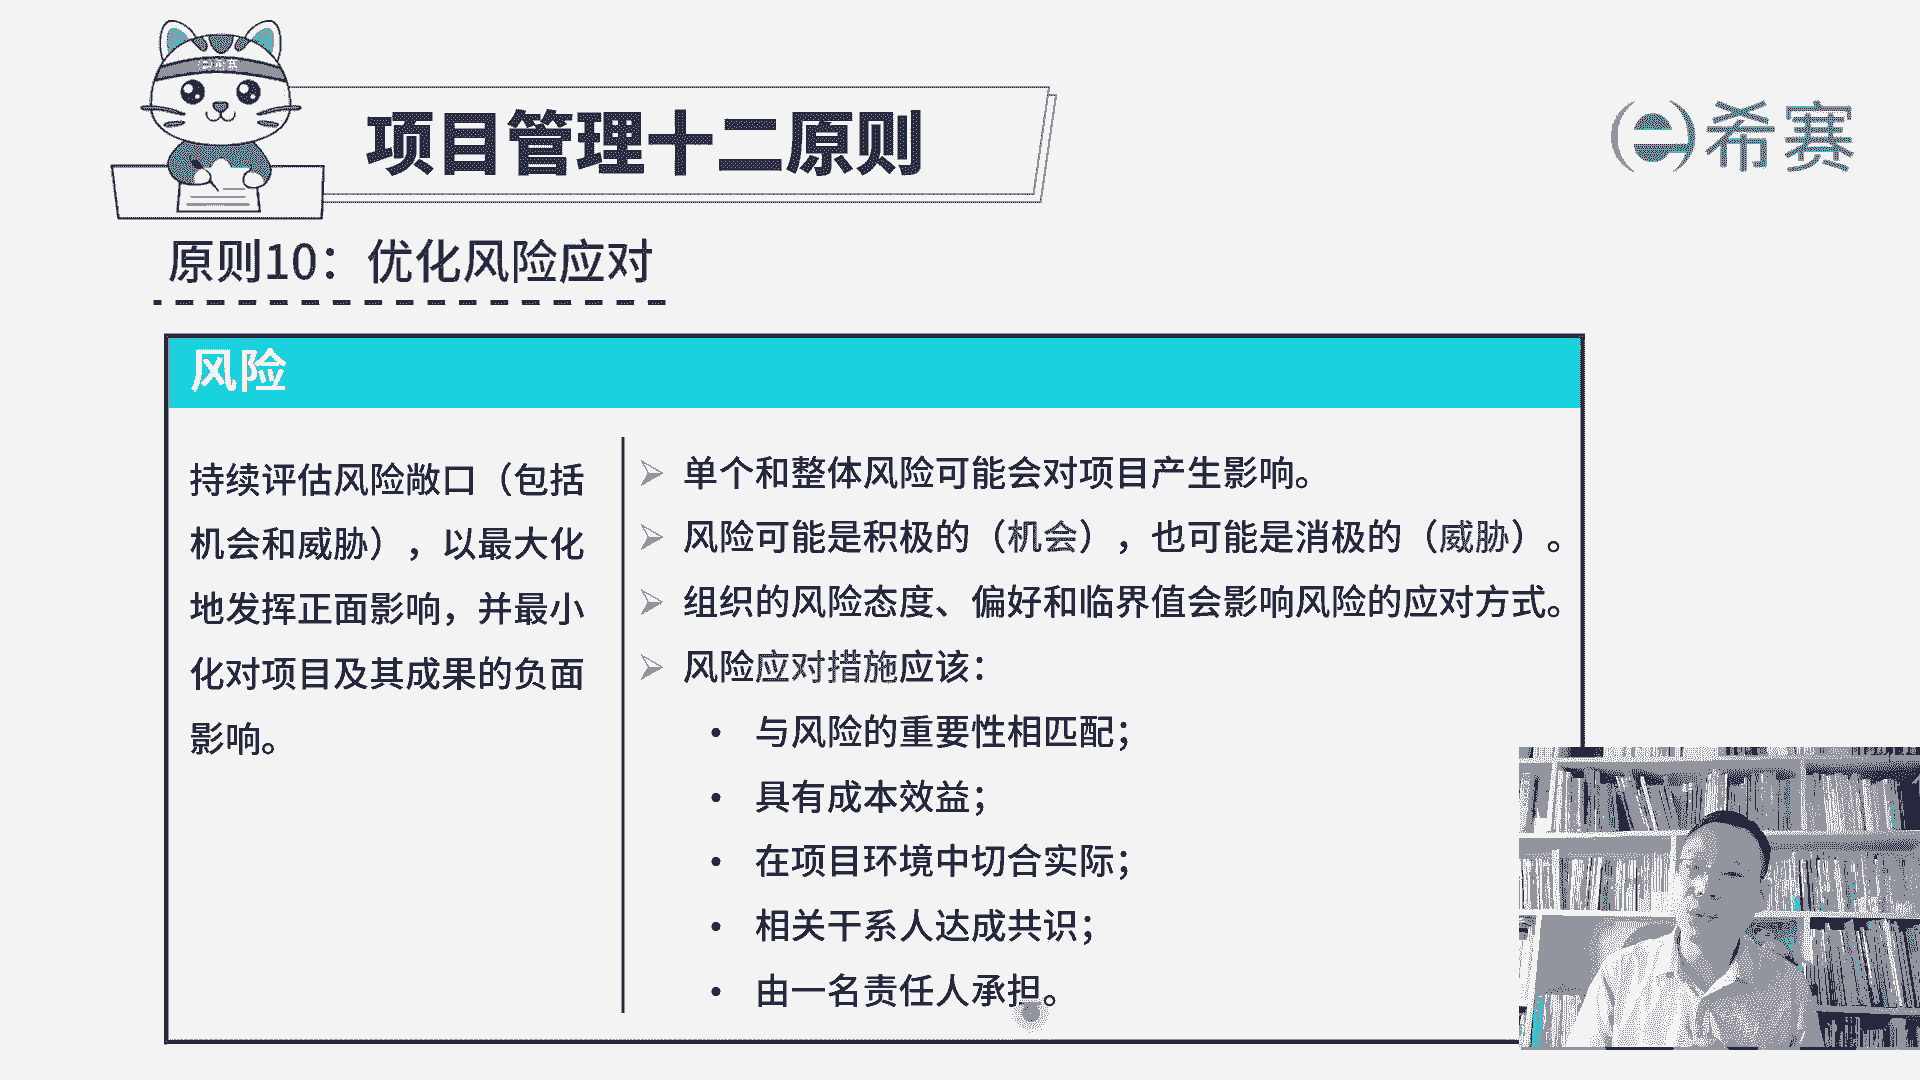 项目管理十二原则
希赛
原则10：优化风险应对
风险
持续评估风险敞口（包括
机会和威胁），以最大化
地发挥正面影响，并最小
化对项目及其成果的负面
影响。
单个和整体风险可能会对项目产生影响。
风险可能是积极的（机会），也可能是消极的（威胁）。
组织的风险态度、偏好和临界值会影响风险的应对方式。
风险应对措施应该：
• 与风险的重要性相匹配；
• 具有成本效益；
• 在项目环境中切合实际；
• 相关干系人达成共识；
• 由一名责任人承担。